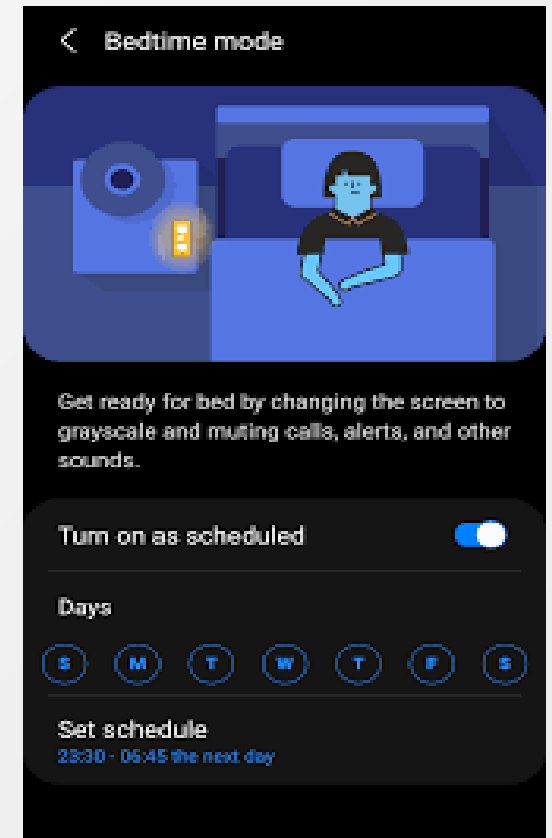 Bedtime mode
Get ready for bed by changing the screen to
grayscale and muting calls, alerts, and other
sounds.
Turn on as scheduled
Days
S M T W T F S
Set schedule
23:30 - 06:45 the next day